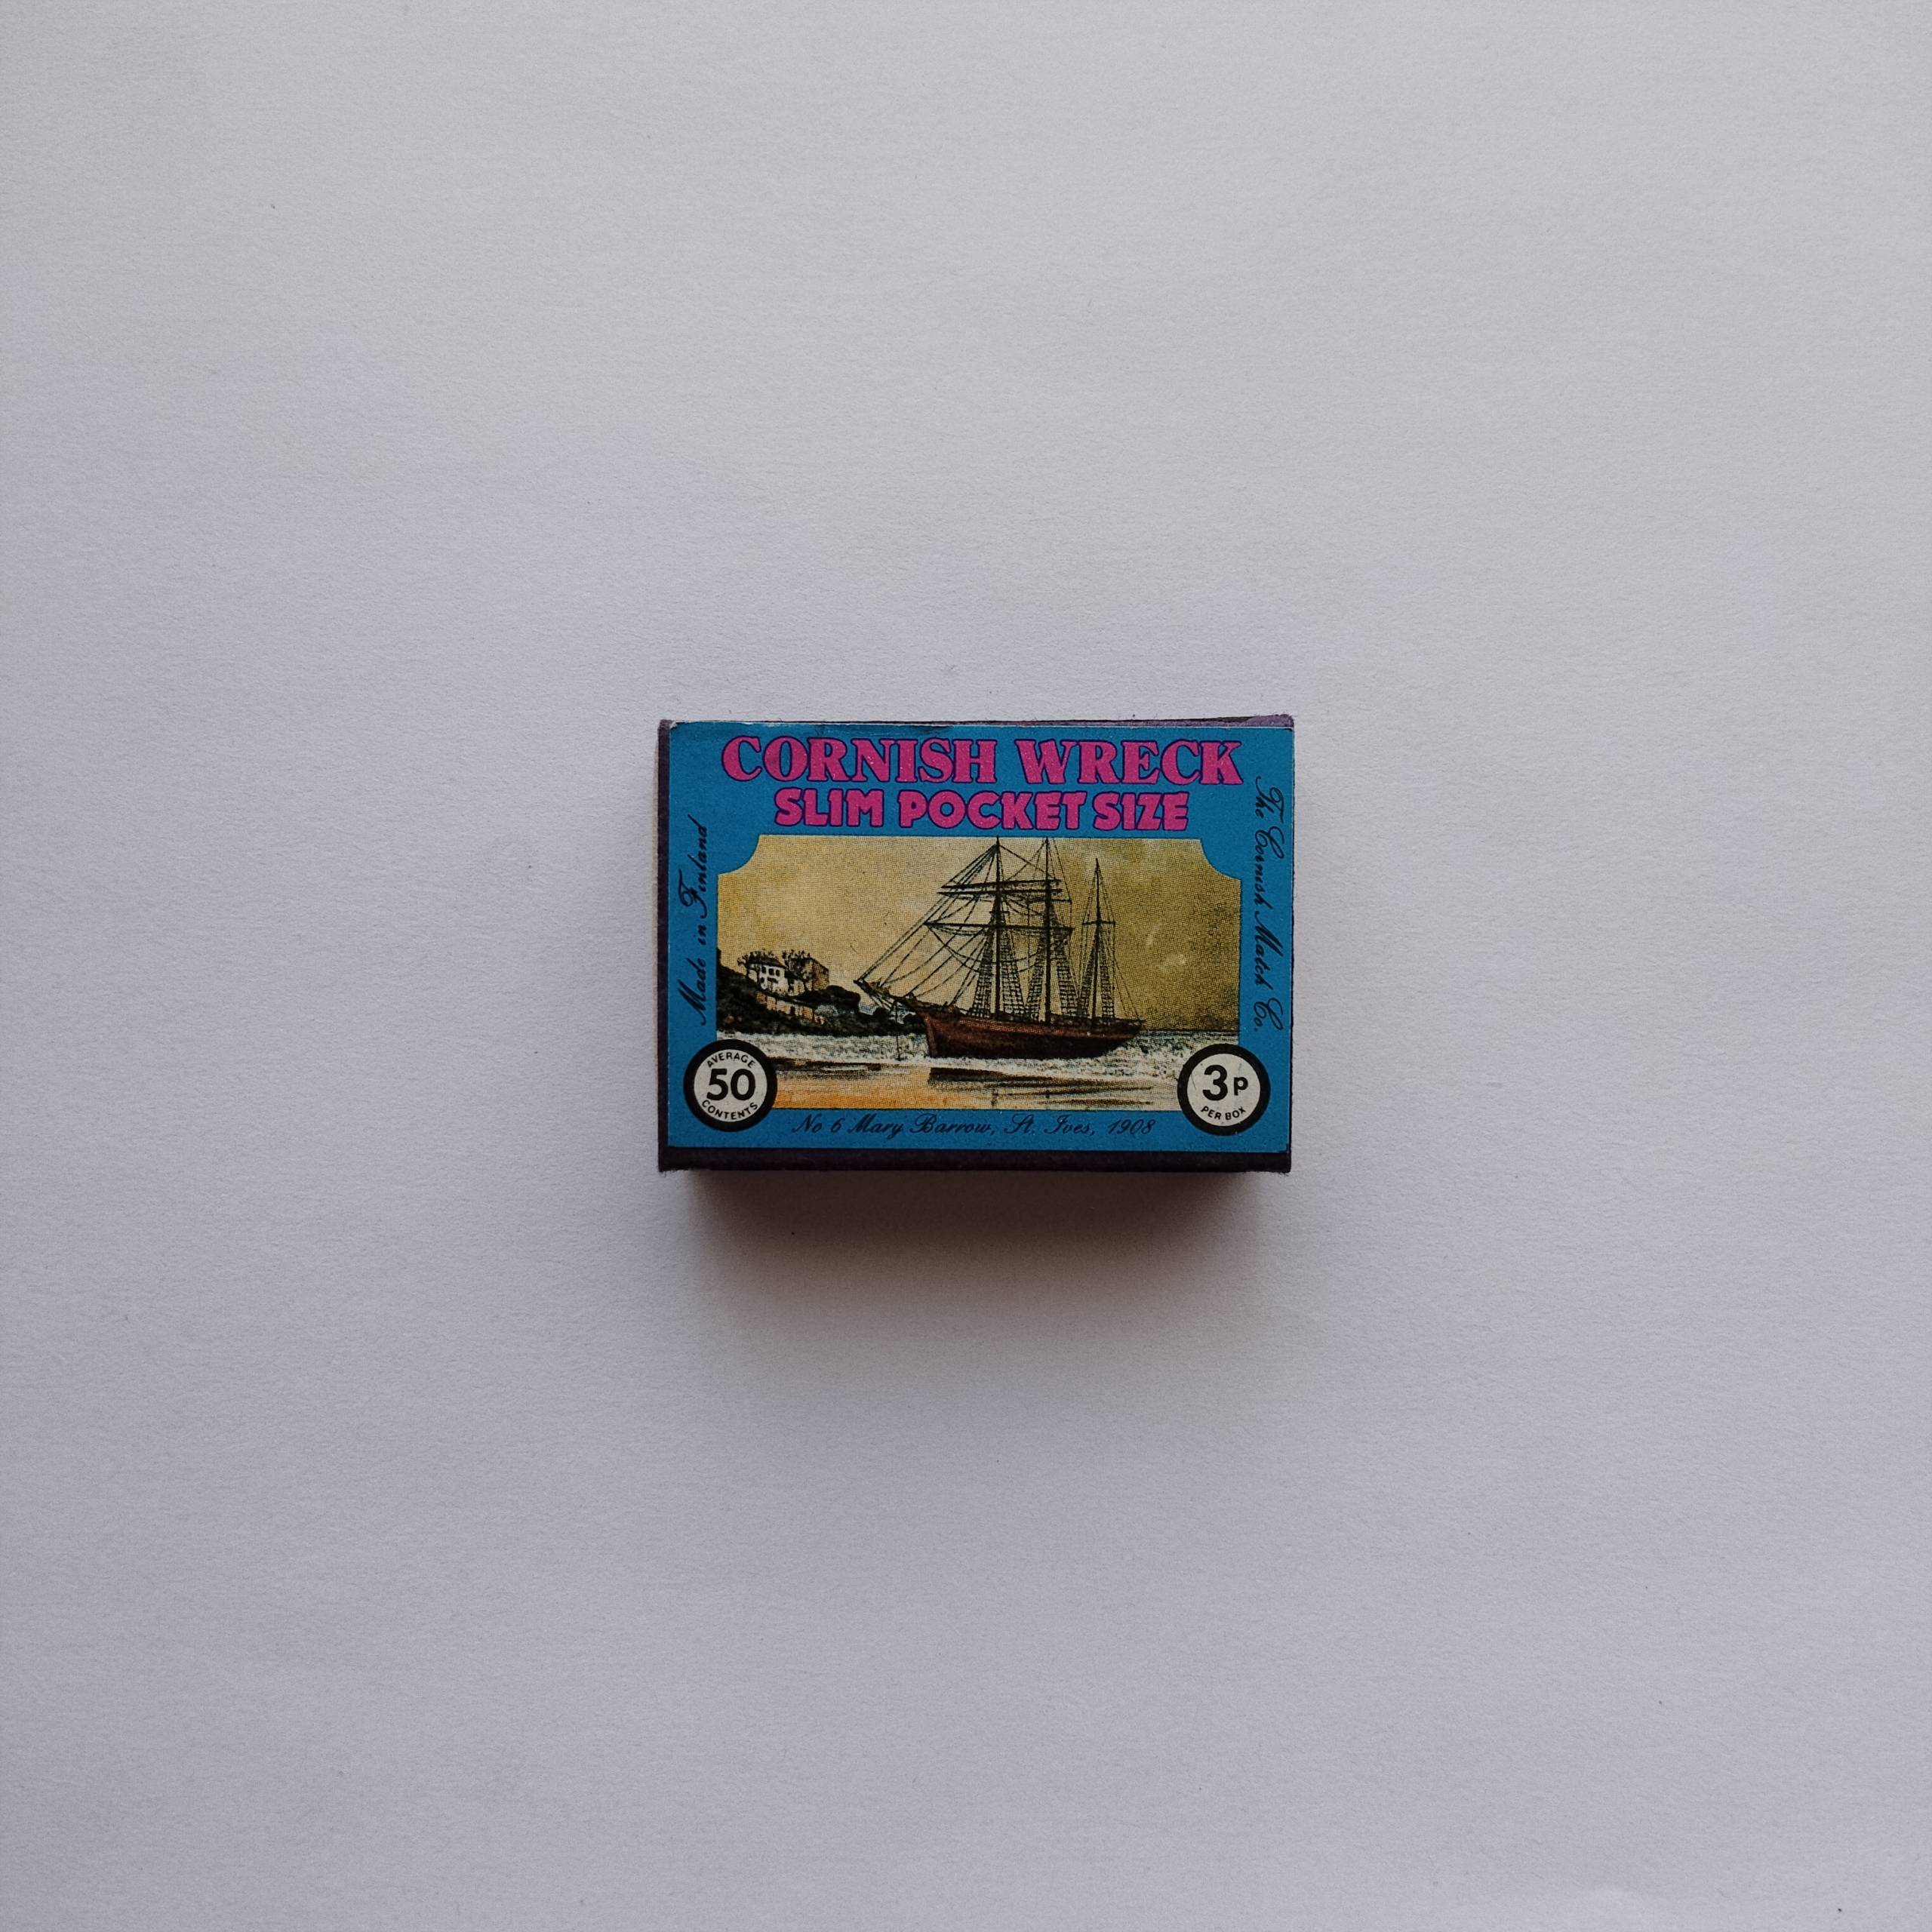 CORNISH WRECK
SLIM POCKET SIZE
Made in Finland
The Cornish Match Co.
AVERAGE
50
CONTENTS
3p
PER BOX
No 6 Mary Barrow, St. Ives, 1908